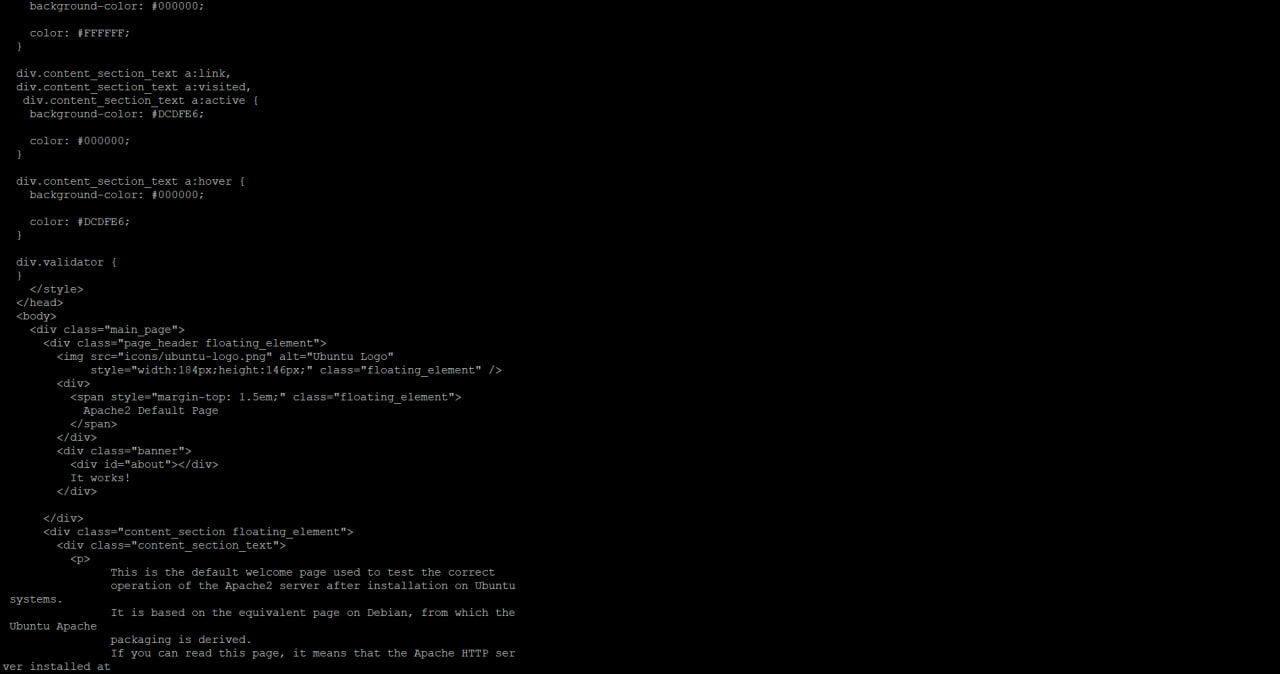 background-color: #000000;
color: #FFFFFF;
}
div.content_section_text a:link,
div.content_section_text a:visited,
div.content_section_text a:active {
background-color: #DCDFE6;
color: #000000;
}
div.content_section_text a:hover {
background-color: #000000;
color: #DCDFE6;
}
div.validator {
}
</style>
</head>
<body>
<div class="main_page">
<div class="page_header floating_element">
<img src="icons/ubuntu-logo.png" alt="Ubuntu Logo"
style="width:184px;height:146px;" class="floating_element" />
<div>
<span style="margin-top: 1.5em;" class="floating_element">
Apache2 Default Page
</span>
</div>
<div class="banner">
<div id="about"></div>
It works!
</div>
</div>
<div class="content_section floating_element">
<div class="content_section_text">
<p>
This is the default welcome page used to test the correct
operation of the Apache2 server after installation on Ubuntu
systems.
It is based on the equivalent page on Debian, from which the
Ubuntu Apache
packaging is derived.
If you can read this page, it means that the Apache HTTP ser
ver installed at